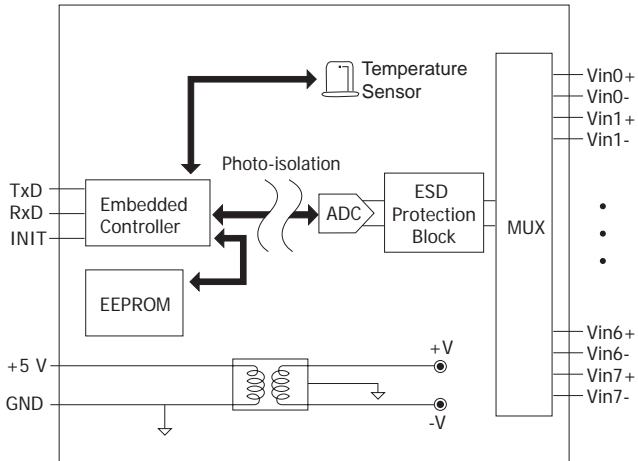 Temperature
Sensor
Vin0+
Vin0-
Vin1+
Vin1-
Photo-isolation
TxD
RxD
INIT
Embedded
Controller
ADC
ESD
Protection
Block
MUX
EEPROM
Vin6+
Vin6-
Vin7+
Vin7-
+5 V
+V
GND
-V